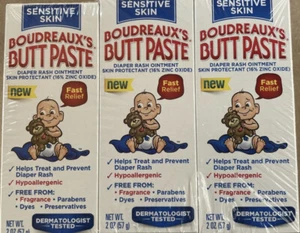 SENSITIVE
SKIN
BOUDREAUX'S
BUTT PASTE
DIAPER RASH OINTMENT
SKIN PROTECTANT (16% ZINC OXIDE)
new
Fast
Relief
✓ Helps Treat and Prevent
Diaper Rash
✓ Hypoallergenic
✓ FREE FROM:
• Fragrance • Parabens
• Dyes • Preservatives
NET WT.
2 OZ (57 g)
DERMATOLOGIST
TESTED
SENSITIVE
SKIN
BOUDREAUX'S
BUTT PASTE
DIAPER RASH OINTMENT
SKIN PROTECTANT (16% ZINC OXIDE)
new
Fast
Relief
✓ Helps Treat and Prevent
Diaper Rash
✓ Hypoallergenic
✓ FREE FROM:
• Fragrance • Parabens
• Dyes • Preservatives
NET WT.
2 OZ (57 g)
DERMATOLOGIST
TESTED
SENSITIVE
SKIN
BOUDREAUX'S
BUTT PASTE
DIAPER RASH OINTMENT
SKIN PROTECTANT (16% ZINC OXIDE)
new
Fast
Relief
✓ Helps Treat and Prevent
Diaper Rash
✓ Hypoallergenic
✓ FREE FROM:
• Fragrance • Parabens
• Dyes • Preservatives
NET WT.
2 OZ (57 g)
DERMATOLOGIST
TESTED